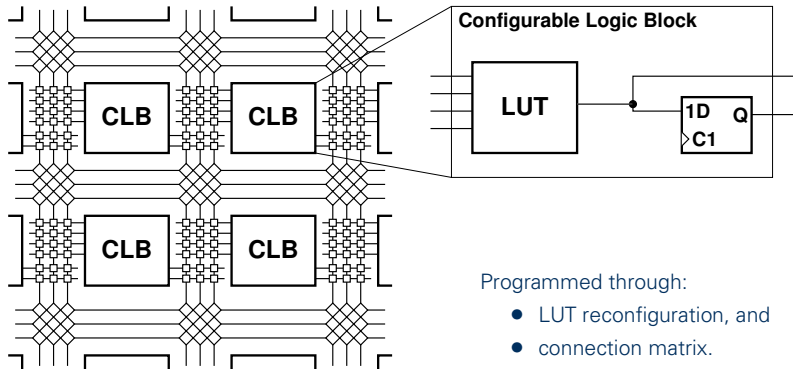 Configurable Logic Block
LUT
1D
Q
C1
CLB
CLB
CLB
CLB
Programmed through:
● LUT reconfiguration, and
● connection matrix.